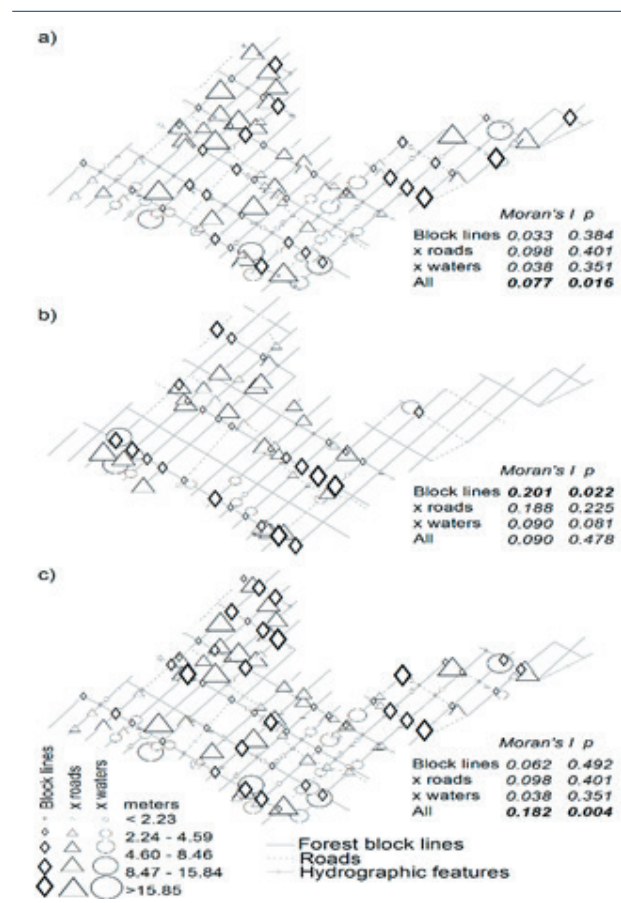 a)
Moran's I p
Block lines 0.033 0.384
x roads 0.098 0.401
x waters 0.038 0.351
All 0.077 0.016
b)
Moran's I p
Block lines 0.201 0.022
x roads 0.188 0.225
x waters 0.090 0.081
All 0.090 0.478
c)
Moran's I p
Block lines 0.062 0.492
x roads 0.098 0.401
x waters 0.038 0.351
All 0.182 0.004
Block lines
x roads
x waters
meters
< 2.23
2.24 - 4.59
4.60 - 8.46
8.47 - 15.84
>15.85
Forest block lines
Roads
Hydrographic features